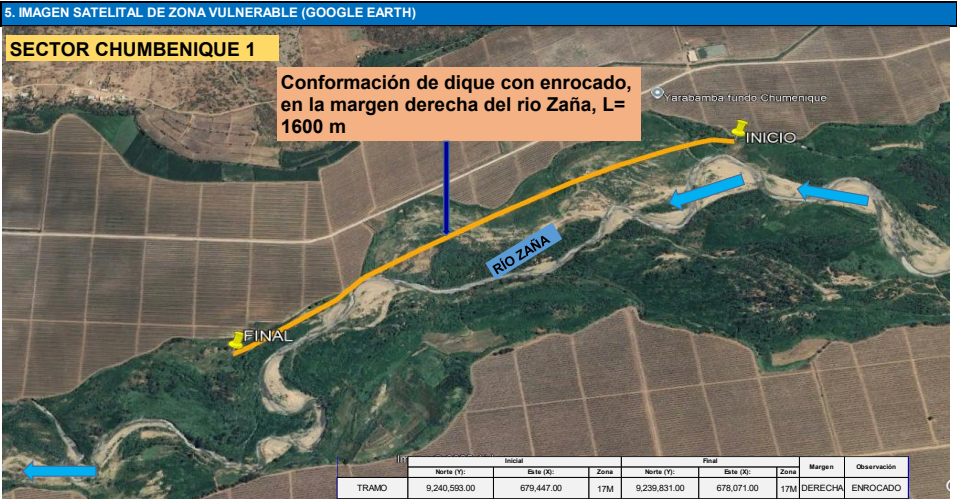 5. IMAGEN SATELITAL DE ZONA VULNERABLE (GOOGLE EARTH)
SECTOR CHUMBENIQUE 1
Conformación de dique con enrocado,
en la margen derecha del rio Zaña, L=
1600 m
Yarabamba fundo Chumenique
INICIO
RÍO ZAÑA
FINAL
Inicial Final Margen Observación
Norte (Y): Este (X): Zona Norte (Y): Este (X): Zona
TRAMO 9,240,593.00 679,447.00 17M 9,239,831.00 678,071.00 17M DERECHA ENROCADO